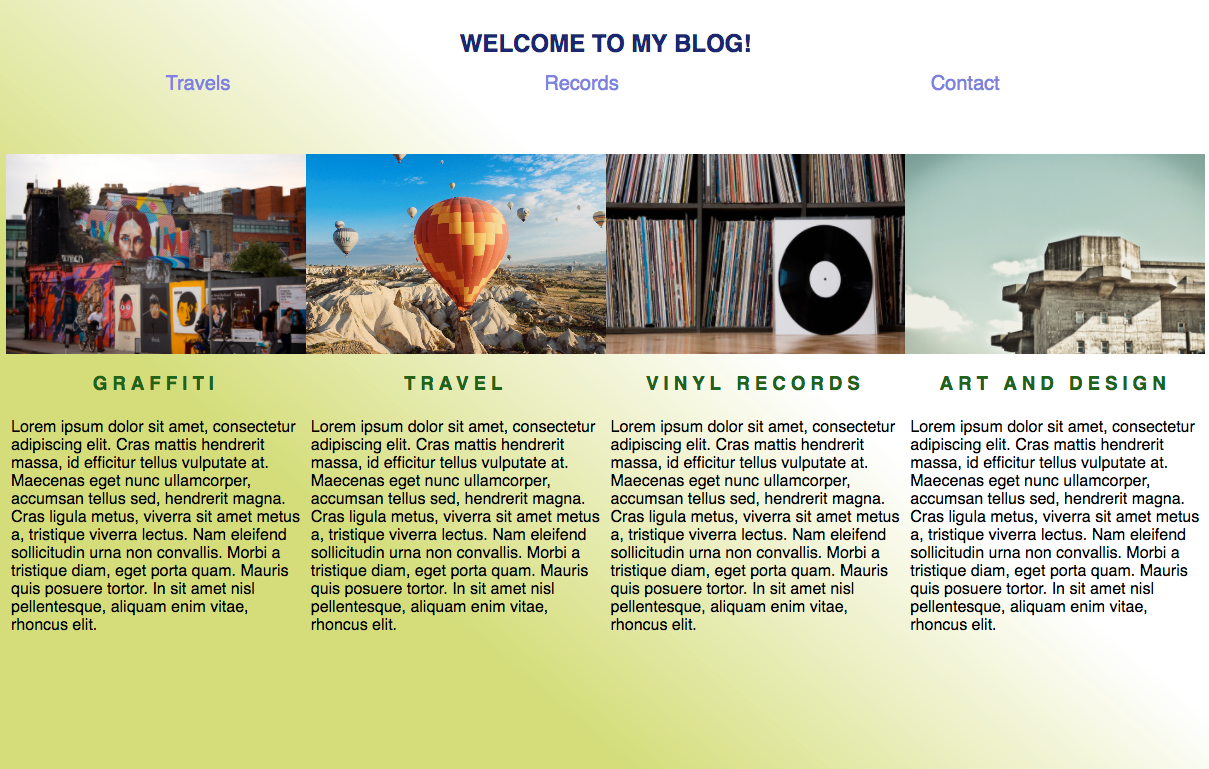 WELCOME TO MY BLOG!
Travels
Records
Contact
GRAFFITI
Lorem ipsum dolor sit amet, consectetur
adipiscing elit. Cras mattis hendrerit
massa, id efficitur tellus vulputate at.
Maecenas eget nunc ullamcorper,
accumsan tellus sed, hendrerit magna.
Cras ligula metus, viverra sit amet metus
a, tristique viverra lectus. Nam eleifend
sollicitudin urna non convallis. Morbi a
tristique diam, eget porta quam. Mauris
quis posuere tortor. In sit amet nisl
pellentesque, aliquam enim vitae,
rhoncus elit.
TRAVEL
Lorem ipsum dolor sit amet, consectetur
adipiscing elit. Cras mattis hendrerit
massa, id efficitur tellus vulputate at.
Maecenas eget nunc ullamcorper,
accumsan tellus sed, hendrerit magna.
Cras ligula metus, viverra sit amet metus
a, tristique viverra lectus. Nam eleifend
sollicitudin urna non convallis. Morbi a
tristique diam, eget porta quam. Mauris
quis posuere tortor. In sit amet nisl
pellentesque, aliquam enim vitae,
rhoncus elit.
VINYL RECORDS
Lorem ipsum dolor sit amet, consectetur
adipiscing elit. Cras mattis hendrerit
massa, id efficitur tellus vulputate at.
Maecenas eget nunc ullamcorper,
accumsan tellus sed, hendrerit magna.
Cras ligula metus, viverra sit amet metus
a, tristique viverra lectus. Nam eleifend
sollicitudin urna non convallis. Morbi a
tristique diam, eget porta quam. Mauris
quis posuere tortor. In sit amet nisl
pellentesque, aliquam enim vitae,
rhoncus elit.
ART AND DESIGN
Lorem ipsum dolor sit amet, consectetur
adipiscing elit. Cras mattis hendrerit
massa, id efficitur tellus vulputate at.
Maecenas eget nunc ullamcorper,
accumsan tellus sed, hendrerit magna.
Cras ligula metus, viverra sit amet metus
a, tristique viverra lectus. Nam eleifend
sollicitudin urna non convallis. Morbi a
tristique diam, eget porta quam. Mauris
quis posuere tortor. In sit amet nisl
pellentesque, aliquam enim vitae,
rhoncus elit.